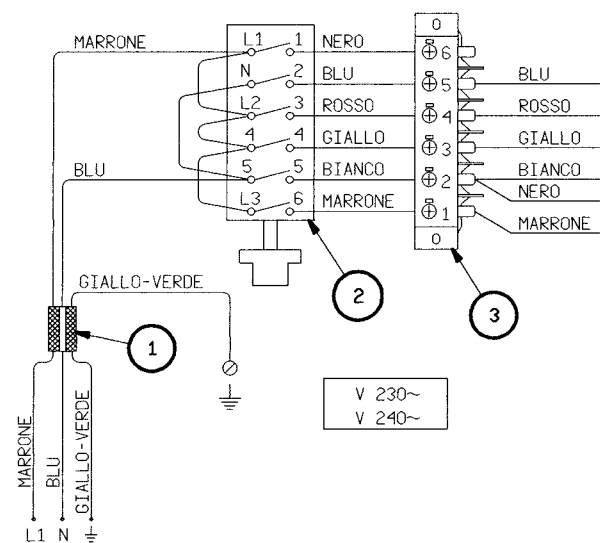 0
MARRONE
L1 1 NERO
6
N 2 BLU
5
BLU
L2 3 ROSSO
4
ROSSO
4 4 GIALLO
3
GIALLO
BLU
5 5 BIANCO
2
BIANCO
NERO
L3 6 MARRONE
1
MARRONE
0
GIALLO-VERDE
2
3
1
V 230~
V 240~
MARRONE
BLU
GIALLO-VERDE
L1 N